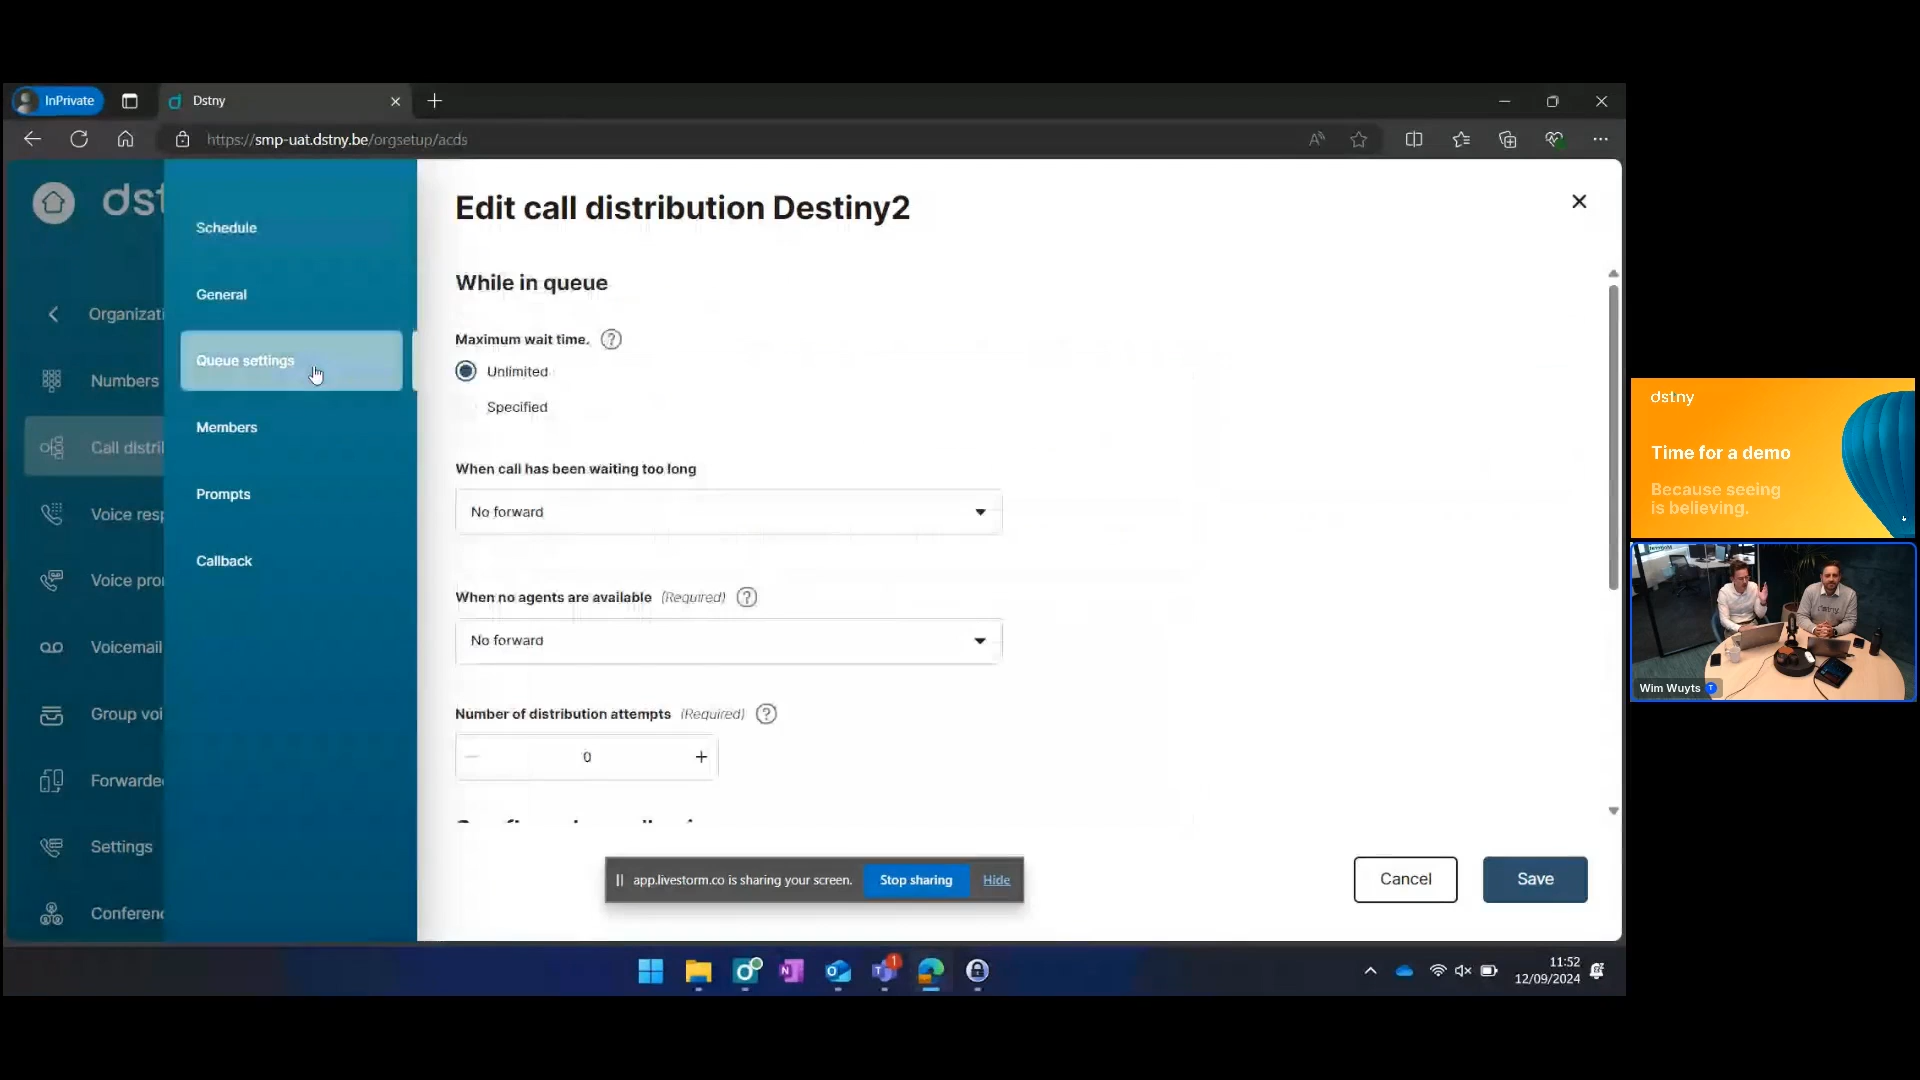 InPrivate
Dstny
https://smp-uat.dstny.be/orgsetup/acds
dst
Organizati
Numbers
Call distril
Voice resp
Voice pro
Voicemail
Group voi
Forwarde
Settings
Conferenc
Schedule
General
Queue settings
Members
Prompts
Callback
Edit call distribution Destiny2
While in queue
Maximum wait time. ?
Unlimited
Specified
When call has been waiting too long
No forward
When no agents are available (Required) ?
No forward
Number of distribution attempts (Required) ?
0
app.livestorm.co is sharing your screen. Stop sharing Hide
Cancel
Save
11:52
12/09/2024
1
dstny
Time for a demo
Because seeing
is believing.
dstny
Wim Wuyts T